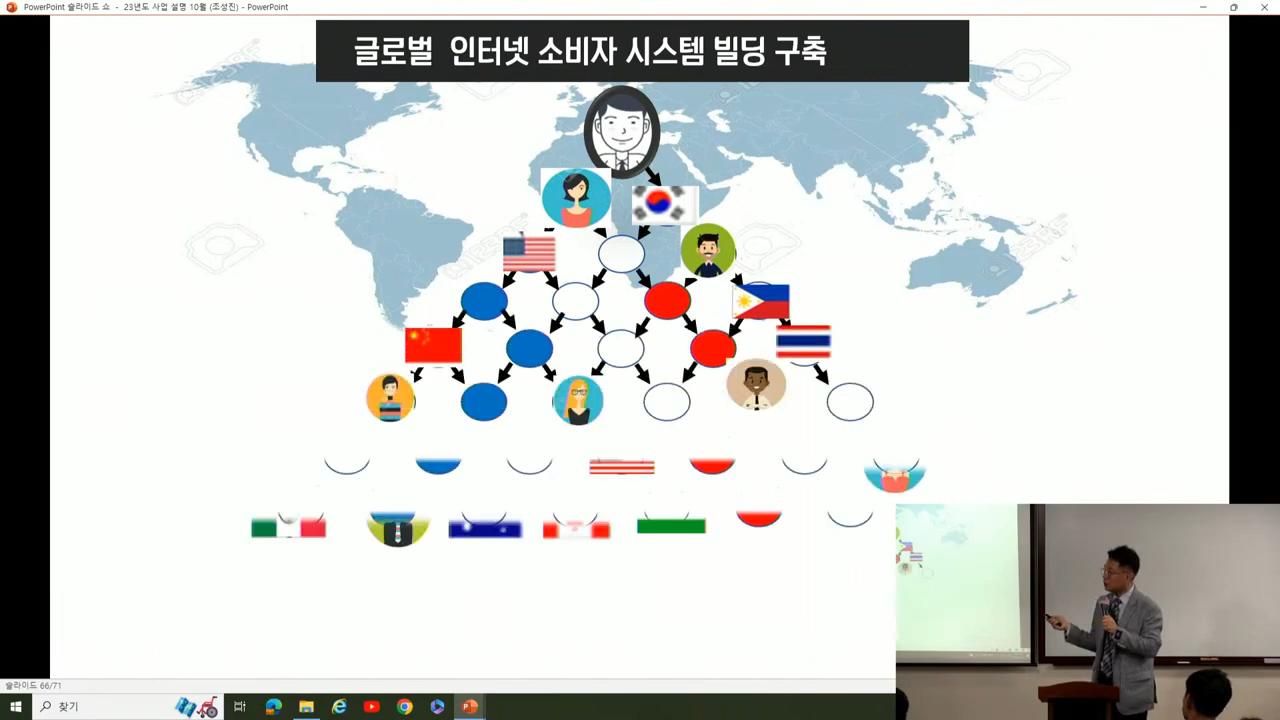 PowerPoint 슬라이드 쇼 - 23년도 사업 설명 10월 (조성진) - PowerPoint
글로벌 인터넷 소비자 시스템 빌딩 구축
슬라이드 66/71
찾기